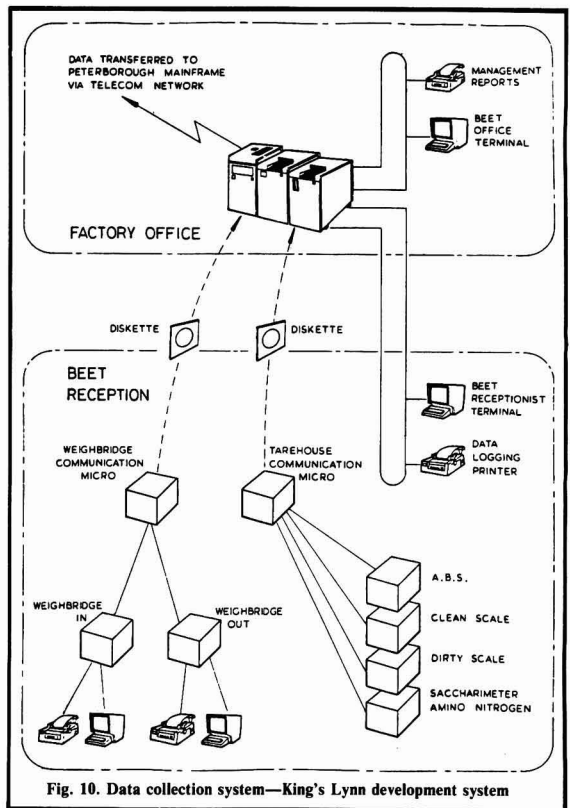 DATA TRANSFERRED TO
PETERBOROUGH MAINFRAME
VIA TELECOM NETWORK
MANAGEMENT
REPORTS
BEET
OFFICE
TERMINAL
FACTORY OFFICE
DISKETTE
DISKETTE
BEET
RECEPTION
BEET
RECEPTIONIST
TERMINAL
WEIGHBRIDGE
COMMUNICATION
MICRO
TAREHOUSE
COMMUNICATION
MICRO
DATA
LOGGING
PRINTER
WEIGHBRIDGE
IN
WEIGHBRIDGE
OUT
A.B.S.
CLEAN SCALE
DIRTY SCALE
SACCHARIMETER
AMINO NITROGEN
Fig. 10. Data collection system—King's Lynn development system